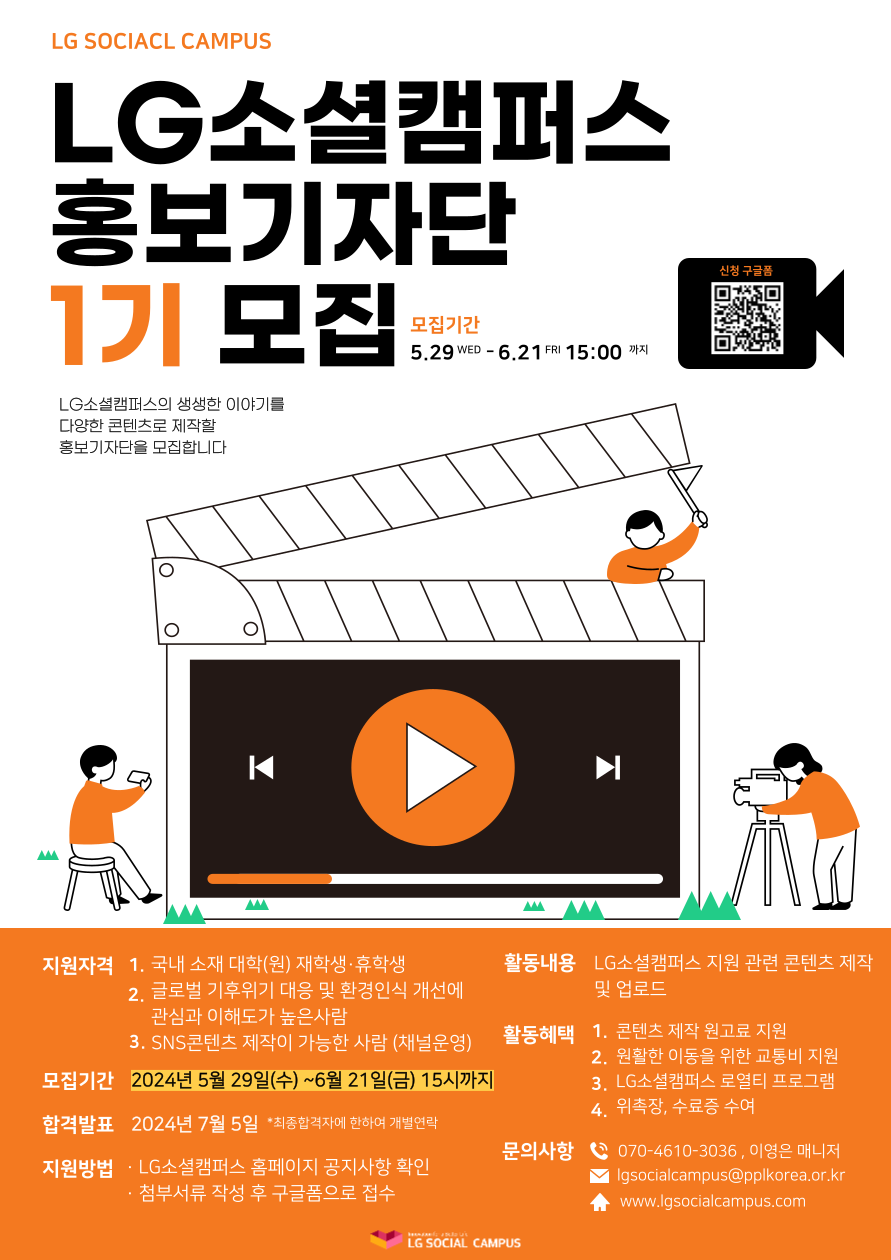 LG SOCIACL CAMPUS
LG소셜캠퍼스
홍보기자단
1기 모집
모집기간
5.29 WED - 6.21 FRI 15:00 까지
신청 구글폼
LG소셜캠퍼스의 생생한 이야기를
다양한 콘텐츠로 제작할
홍보기자단을 모집합니다
지원자격 1. 국내 소재 대학(원) 재학생·휴학생
2. 글로벌 기후위기 대응 및 환경인식 개선에
관심과 이해도가 높은사람
3. SNS콘텐츠 제작이 가능한 사람 (채널운영)
모집기간 2024년 5월 29일(수) ~6월 21일(금) 15시까지
합격발표 2024년 7월 5일 *최종합격자에 한하여 개별연락
지원방법 · LG소셜캠퍼스 홈페이지 공지사항 확인
· 첨부서류 작성 후 구글폼으로 접수
활동내용 LG소셜캠퍼스 지원 관련 콘텐츠 제작
및 업로드
활동혜택 1. 콘텐츠 제작 원고료 지원
2. 원활한 이동을 위한 교통비 지원
3. LG소셜캠퍼스 로열티 프로그램
4. 위촉장, 수료증 수여
문의사항 070-4610-3036 , 이영은 매니저
lgsocialcampus@pplkorea.or.kr
www.lgsocialcampus.com
LG SOCIAL CAMPUS